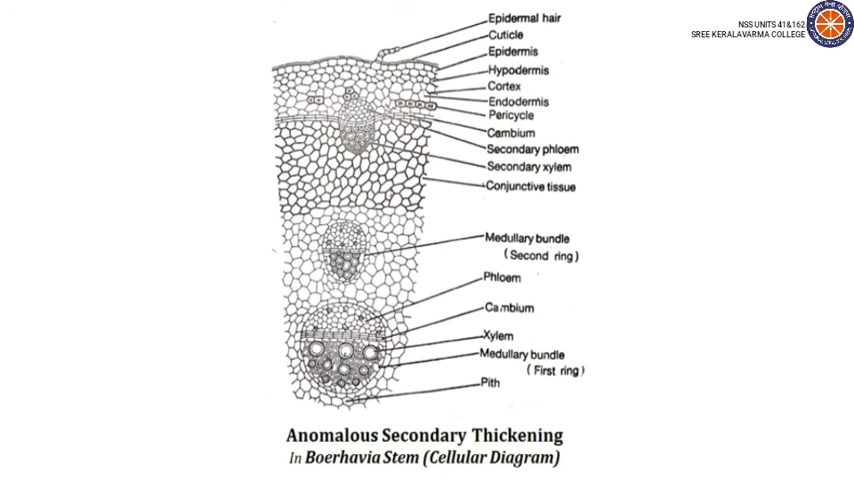 NSS UNITS 41&162
SREE KERALAVARMA COLLEGE
Epidermal hair
Cuticle
Epidermis
Hypodermis
Cortex
Endodermis
Pericycle
Cambium
Secondary phloem
Secondary xylem
Conjunctive tissue
Medullary bundle
(Second ring)
Phloem
Cambium
Xylem
Medullary bundle
(First ring)
Pith
Anomalous Secondary Thickening
In Boerhavia Stem (Cellular Diagram)